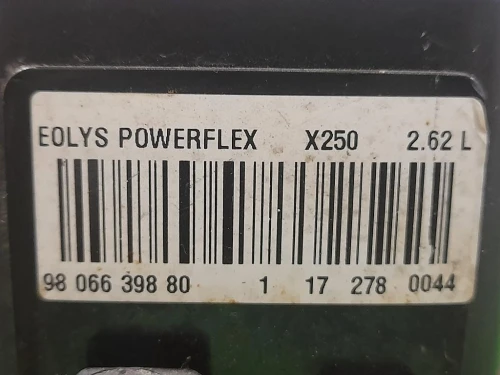 EOLYS POWERFLEX X250 2.62 L
98 066 398 80 1 17 278 0044